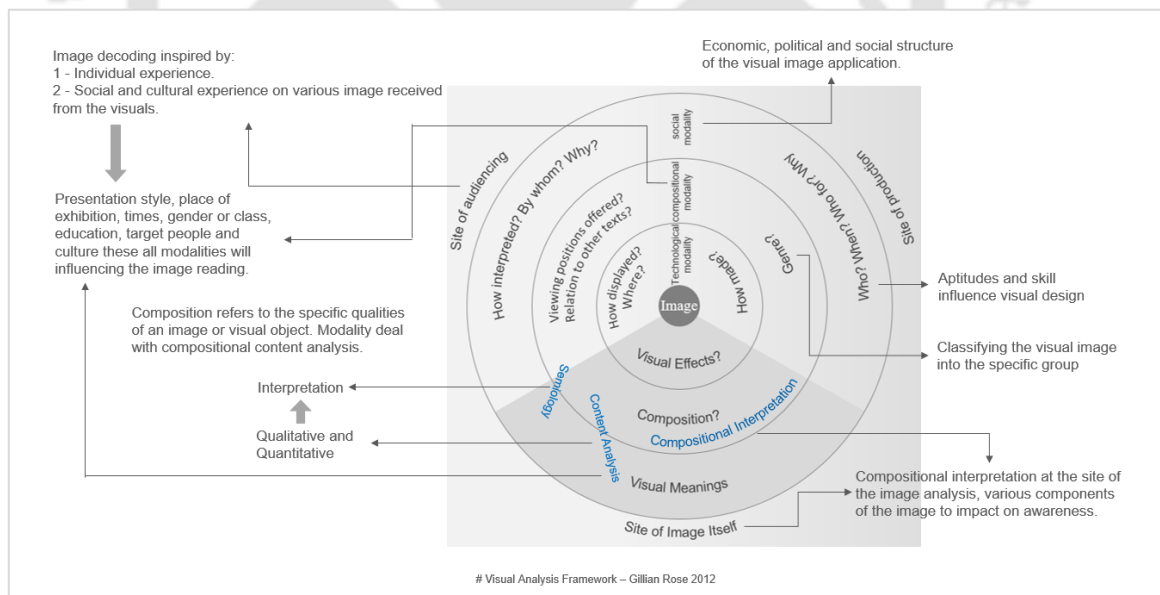 Image decoding inspired by:
1 - Individual experience.
2 - Social and cultural experience on various image received
from the visuals.
Economic, political and social structure
of the visual image application.
Presentation style, place of
exhibition, times, gender or class,
education, target people and
culture these all modalities will
influencing the image reading.
Composition refers to the specific qualities
of an image or visual object. Modality deal
with compositional content analysis.
Interpretation
Qualitative and
Quantitative
Site of audiencing
How interpreted? By whom? Why?
Viewing positions offered?
Relation to other texts?
How displayed?
Where?
social
modality
compositional
modality
Technological
modality
Image
How made?
Genre?
Who? When? Who for? Why
Site of production
Visual Effects?
Composition?
Compositional Interpretation
Semiology
Content Analysis
Visual Meanings
Site of Image Itself
Aptitudes and skill
influence visual design
Classifying the visual image
into the specific group
Compositional interpretation at the site of
the image analysis, various components
of the image to impact on awareness.
# Visual Analysis Framework – Gillian Rose 2012